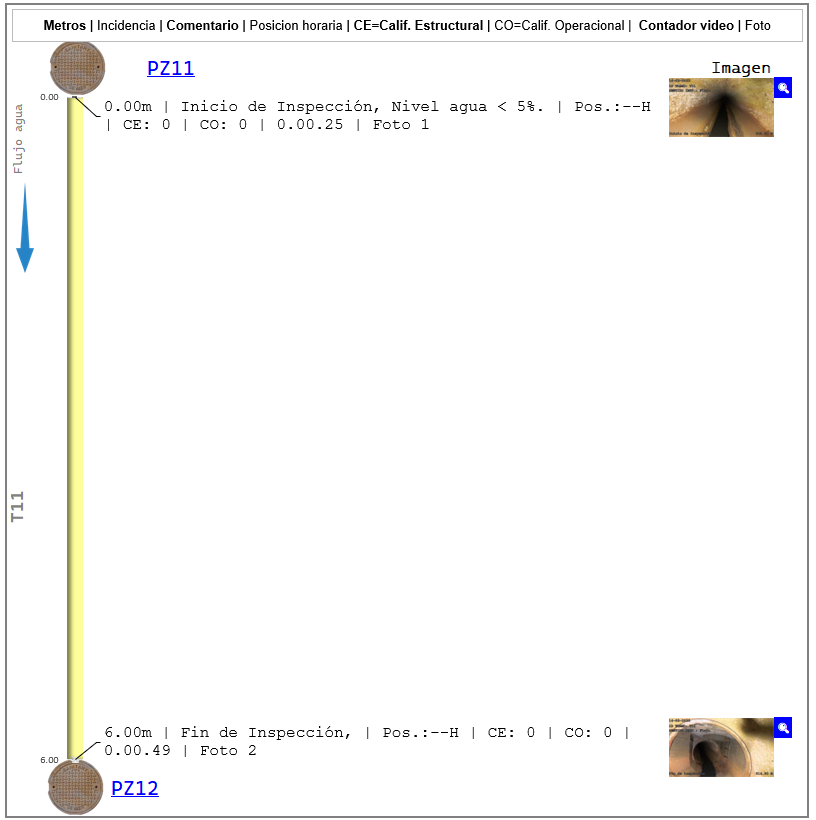 Metros | Incidencia | Comentario | Posicion horaria | CE=Calif. Estructural | CO=Calif. Operacional | Contador video | Foto
PZ11
Imagen
0.00
0.00m | Inicio de Inspección, Nivel agua < 5%. | Pos.:--H
| CE: 0 | CO: 0 | 0.00.25 | Foto 1
Flujo agua
T11
6.00m | Fin de Inspección, | Pos.:--H | CE: 0 | CO: 0 |
0.00.49 | Foto 2
6.00
PZ12